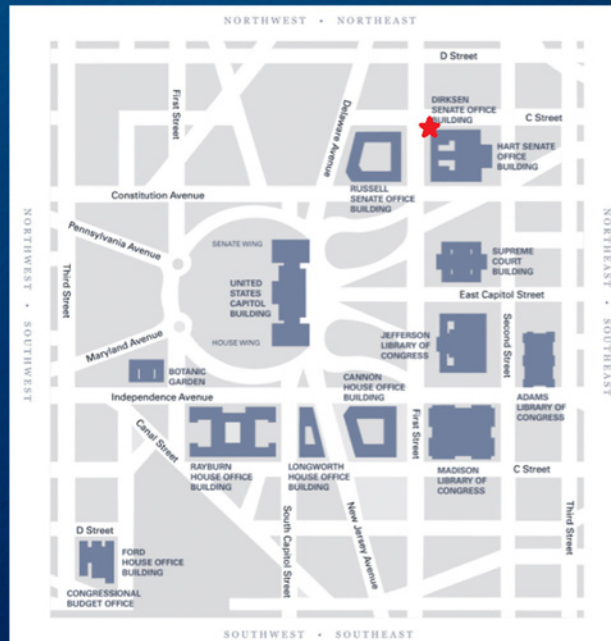 NORTHWEST • NORTHEAST
D Street
DIRKSEN
SENATE OFFICE
BUILDING
C Street
First Street
Delaware Avenue
HART SENATE
OFFICE
BUILDING
RUSSELL
SENATE OFFICE
BUILDING
Constitution Avenue
Pennsylvania Avenue
SENATE WING
SUPREME
COURT
BUILDING
NORTHWEST • SOUTHWEST
NORTHEAST • SOUTHEAST
Third Street
UNITED
STATES
CAPITOL
BUILDING
East Capitol Street
Maryland Avenue
HOUSE WING
JEFFERSON
LIBRARY OF
CONGRESS
Second Street
BOTANIC
GARDEN
CANNON
HOUSE OFFICE
BUILDING
ADAMS
LIBRARY OF
CONGRESS
Independence Avenue
Canal Street
First Street
RAYBURN
HOUSE OFFICE
BUILDING
LONGWORTH
HOUSE OFFICE
BUILDING
MADISON
LIBRARY OF
CONGRESS
C Street
South Capitol Street
New Jersey Avenue
Third Street
D Street
FORD
HOUSE OFFICE
BUILDING
CONGRESSIONAL
BUDGET OFFICE
SOUTHWEST • SOUTHEAST